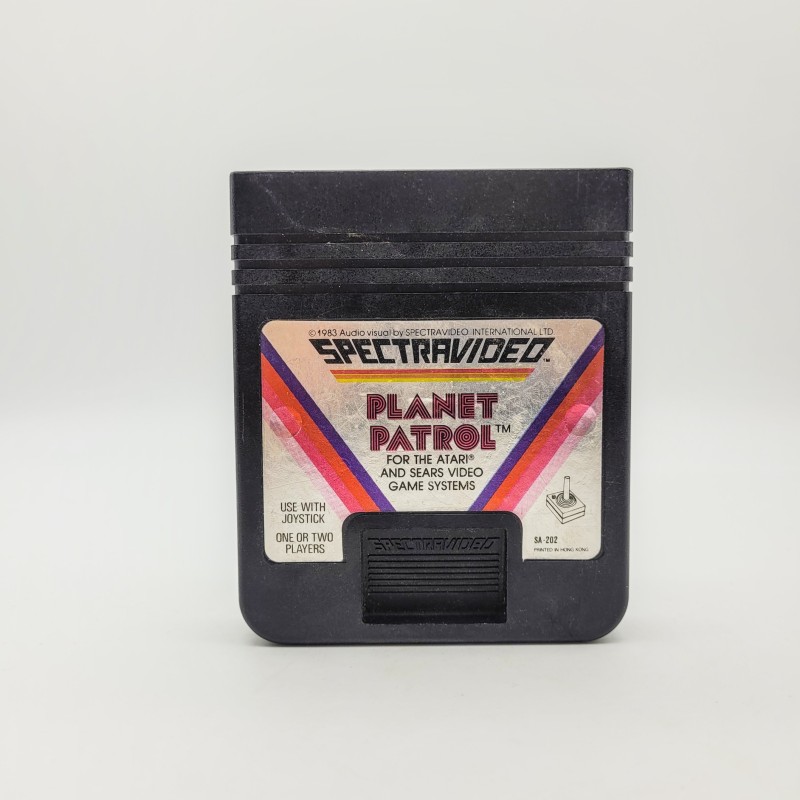 © 1983 Audio visual by SPECTRAVIDEO INTERNATIONAL LTD
SPECTRAVIDEO™
PLANET
PATROL™
FOR THE ATARI®
AND SEARS VIDEO
GAME SYSTEMS
USE WITH
JOYSTICK
ONE OR TWO
PLAYERS
SA-202
PRINTED IN HONG KONG
SPECTRAVIDEO